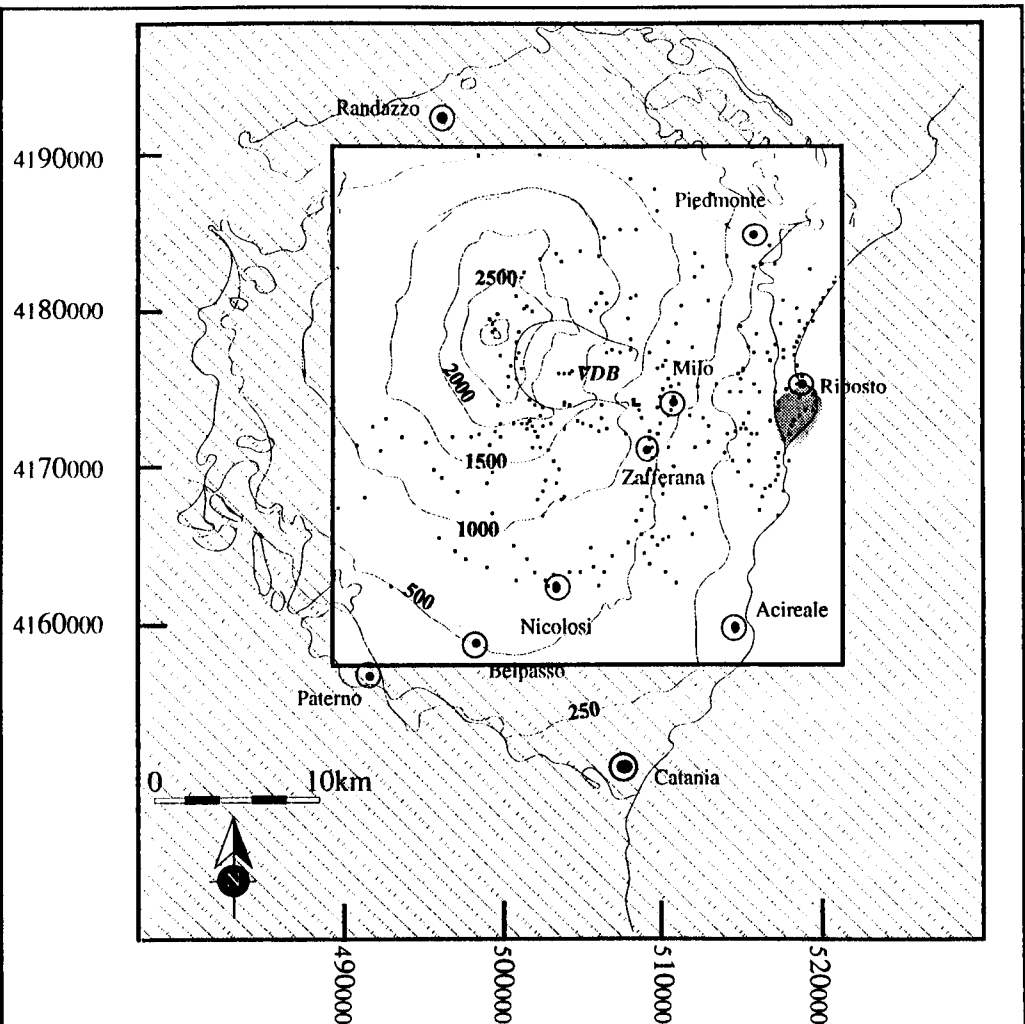 Randazzo
4190000
Piedmonte
2500
4180000
Milo
VDB
2000
Riposto
4170000
1500
Zafferana
1000
500
Acireale
4160000
Nicolosi
Belpasso
Paterno
250
0 10km
Catania
N
490000
500000
510000
520000